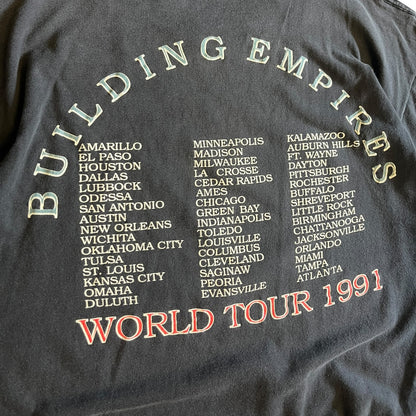 BUILDING EMPIRES
AMARILLO
EL PASO
HOUSTON
DALLAS
LUBBOCK
ODESSA
SAN ANTONIO
AUSTIN
NEW ORLEANS
WICHITA
OKLAHOMA CITY
TULSA
ST. LOUIS
KANSAS CITY
OMAHA
DULUTH
MINNEAPOLIS
MADISON
MILWAUKEE
LA CROSSE
CEDAR RAPIDS
AMES
CHICAGO
GREEN BAY
INDIANAPOLIS
TOLEDO
LOUISVILLE
COLUMBUS
CLEVELAND
SAGINAW
PEORIA
EVANSVILLE
KALAMAZOO
AUBURN HILLS
FT. WAYNE
DAYTON
PITTSBURGH
ROCHESTER
BUFFALO
SHREVEPORT
LITTLE ROCK
BIRMINGHAM
CHATTANOOGA
JACKSONVILLE
ORLANDO
MIAMI
TAMPA
ATLANTA
WORLD TOUR 1991